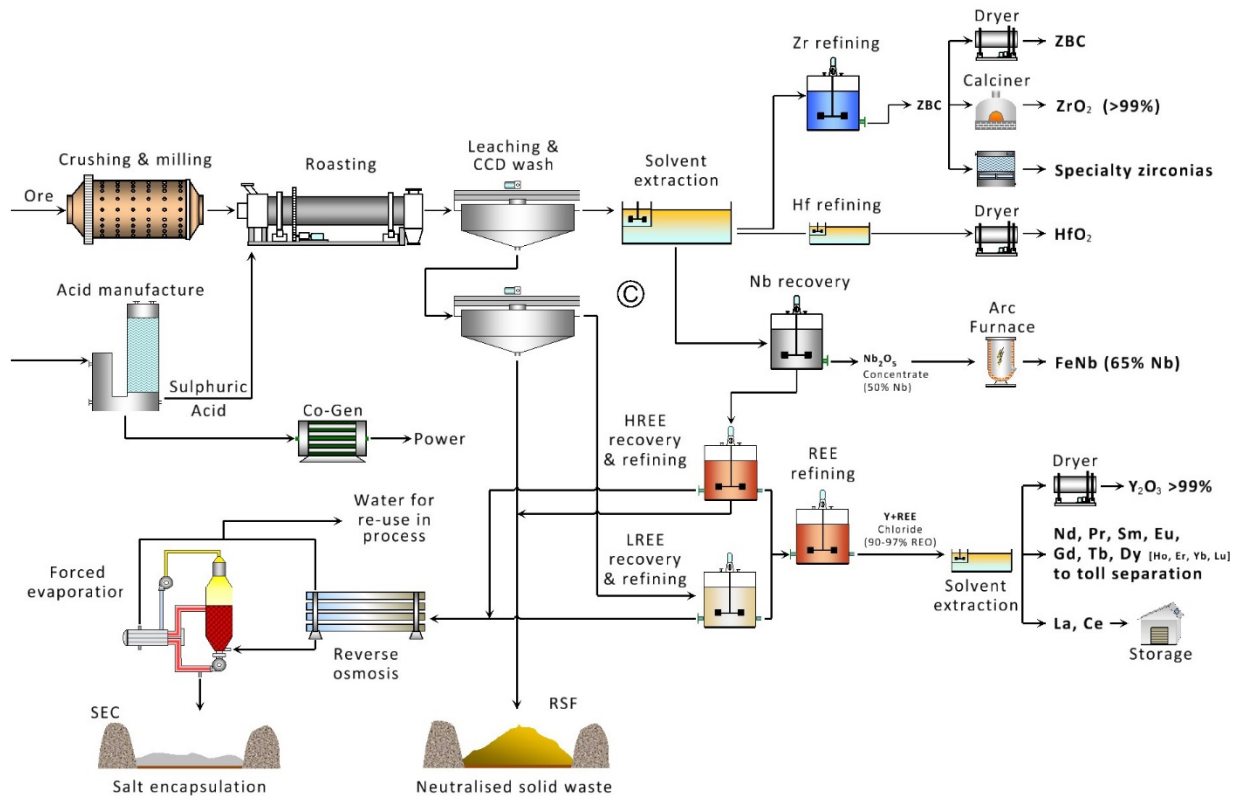 Dryer
ZBC
Zr refining
Calciner
ZBC
ZrO₂ (>99%)
Leaching &
CCD wash
Crushing & milling
Roasting
Solvent
extraction
Specialty zirconias
Ore
Hf refining
Dryer
HfO₂
Acid manufacture
©
Nb recovery
Arc
Furnace
Nb₂O₅
Concentrate
(50% Nb)
FeNb (65% Nb)
Sulphuric
Acid
Co-Gen
Power
HREE
recovery
& refining
REE
refining
Dryer
Y₂O₃ >99%
Water for
re-use in
process
Y+REE
Chloride
(90-97% REO)
Nd, Pr, Sm, Eu,
Gd, Tb, Dy [Ho, Er, Yb, Lu]
to toll separation
Forced
evaporation
LREE
recovery
& refining
Solvent
extraction
La, Ce
Storage
Reverse
osmosis
SEC
RSF
Salt encapsulation
Neutralised solid waste